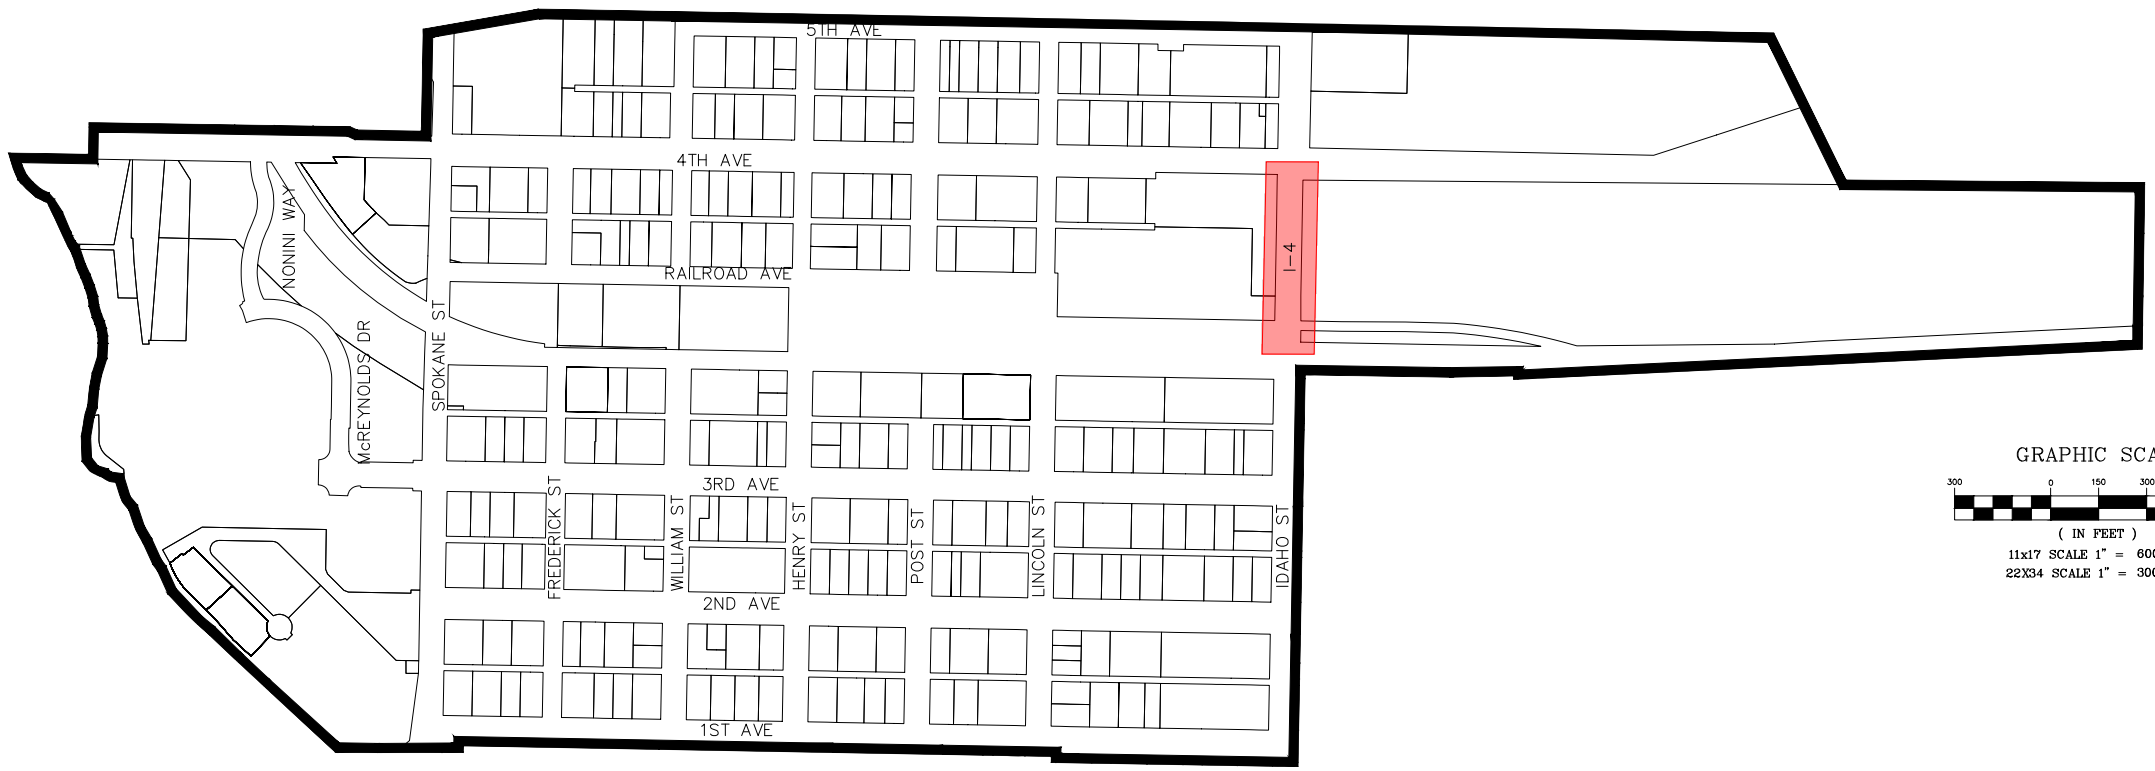 5TH AVE
4TH AVE
NONINI WAY
I-4
RAILROAD AVE
SPOKANE ST
McREYNOLDS DR
GRAPHIC SCA
300 0 150 300
( IN FEET )
11x17 SCALE 1" = 600
22X34 SCALE 1" = 300
3RD AVE
FREDERICK ST
WILLIAM ST
HENRY ST
POST ST
LINCOLN ST
IDAHO ST
2ND AVE
1ST AVE